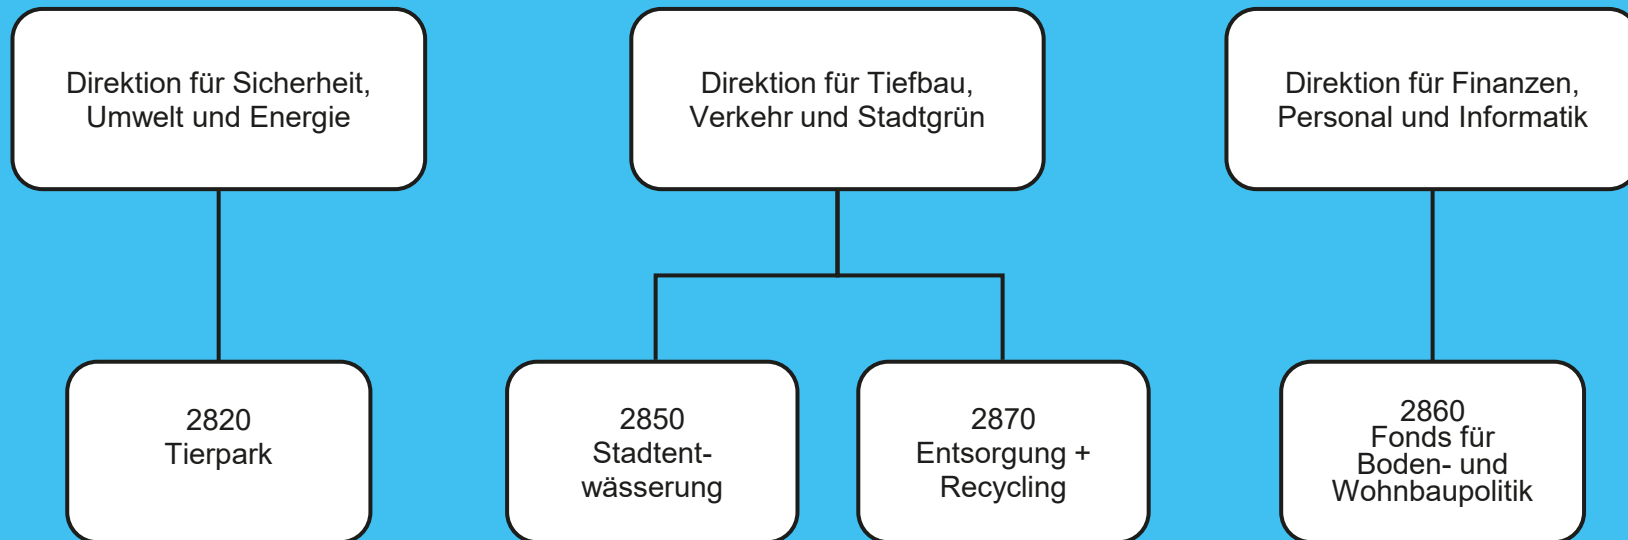 Direktion für Sicherheit,
Umwelt und Energie
Direktion für Tiefbau,
Verkehr und Stadtgrün
Direktion für Finanzen,
Personal und Informatik
2820
Tierpark
2850
Stadtent-
wässerung
2870
Entsorgung +
Recycling
2860
Fonds für
Boden- und
Wohnbaupolitik